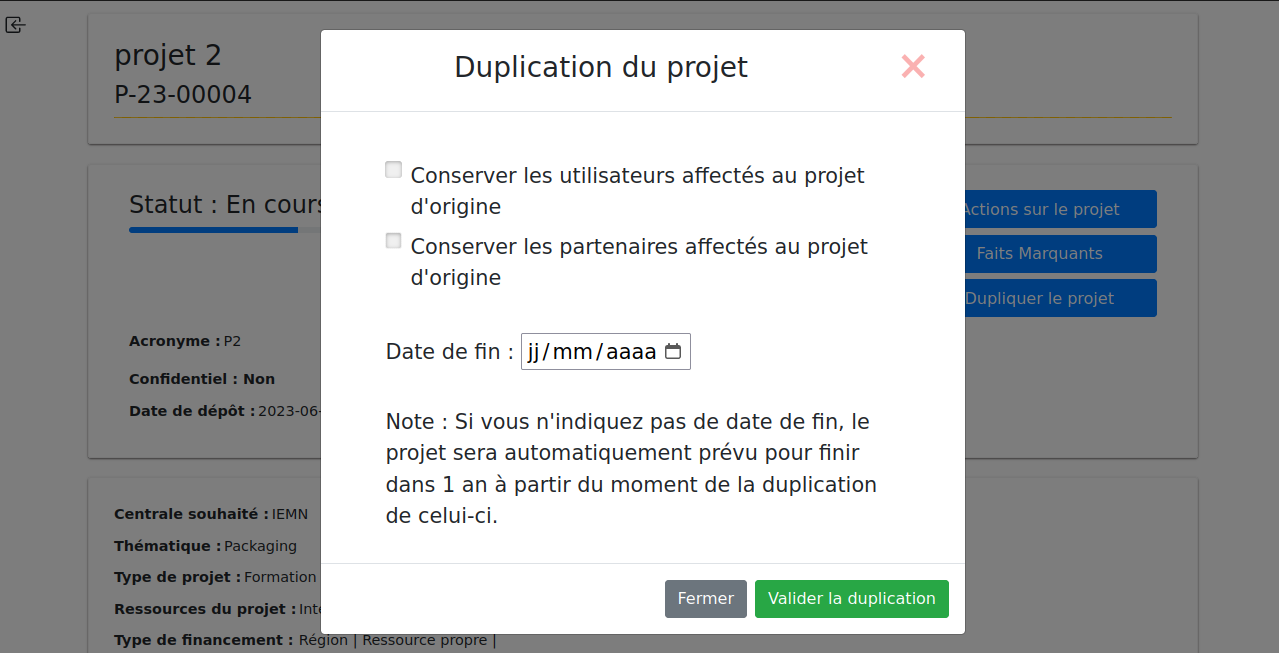 projet 2
P-23-00004
Duplication du projet
Conserver les utilisateurs affectés au projet
d'origine
Conserver les partenaires affectés au projet
d'origine
Date de fin : jj/mm/aaaa
Note : Si vous n'indiquez pas de date de fin, le
projet sera automatiquement prévu pour finir
dans 1 an à partir du moment de la duplication
de celui-ci.
Fermer
Valider la duplication
Statut : En cours
Actions sur le projet
Faits Marquants
Dupliquer le projet
Acronyme : P2
Confidentiel : Non
Date de dépôt : 2023-06-
Centrale souhaité : IEMN
Thématique : Packaging
Type de projet : Formation
Ressources du projet :
Type de financement : Région | Ressource propre |